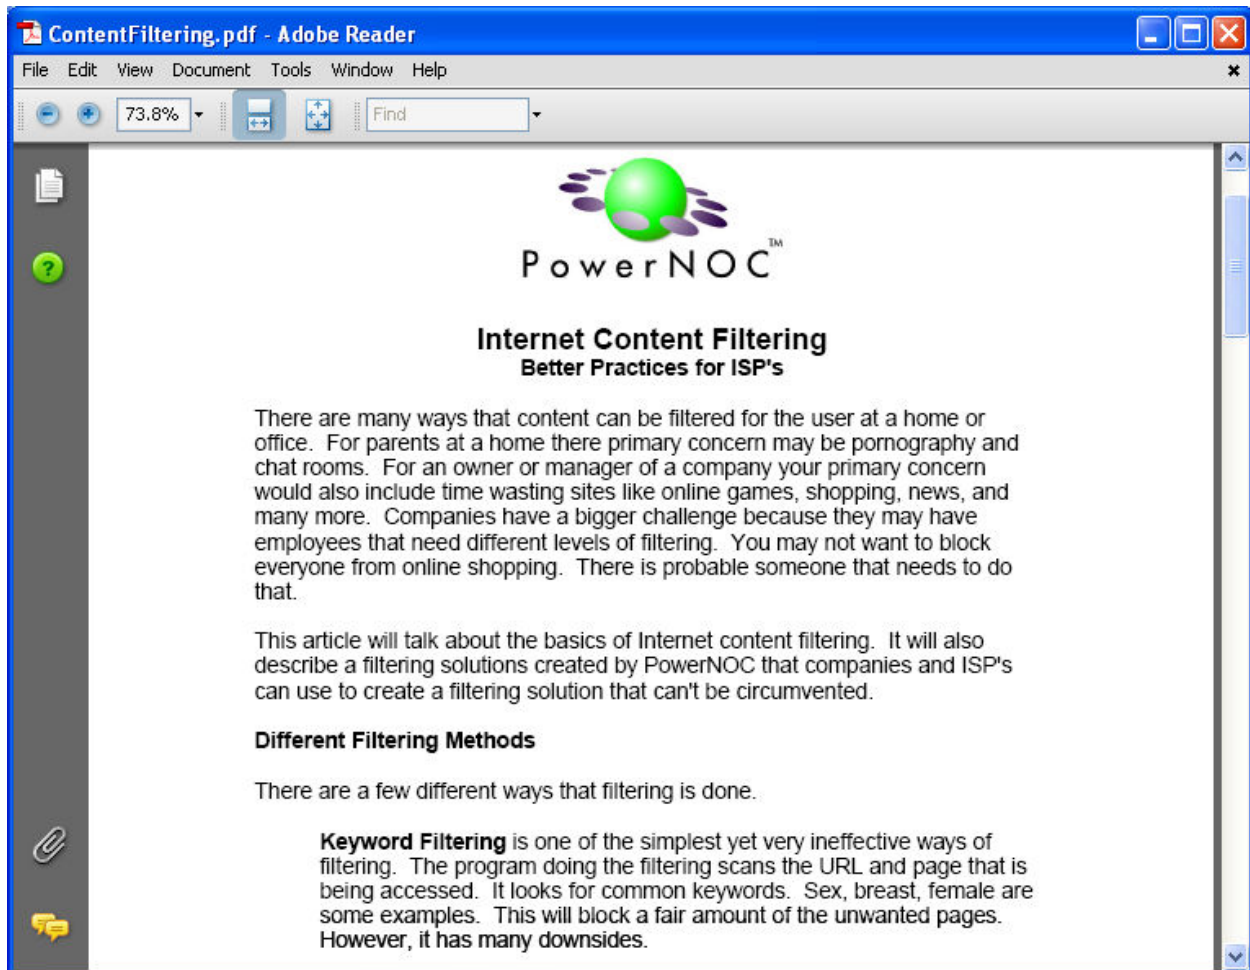 ContentFiltering.pdf - Adobe Reader
File Edit View Document Tools Window Help
73.8%
Find
PowerNOC™
Internet Content Filtering
Better Practices for ISP's
There are many ways that content can be filtered for the user at a home or
office. For parents at a home there primary concern may be pornography and
chat rooms. For an owner or manager of a company your primary concern
would also include time wasting sites like online games, shopping, news, and
many more. Companies have a bigger challenge because they may have
employees that need different levels of filtering. You may not want to block
everyone from online shopping. There is probable someone that needs to do
that.
This article will talk about the basics of Internet content filtering. It will also
describe a filtering solutions created by PowerNOC that companies and ISP's
can use to create a filtering solution that can't be circumvented.
Different Filtering Methods
There are a few different ways that filtering is done.
Keyword Filtering is one of the simplest yet very ineffective ways of
filtering. The program doing the filtering scans the URL and page that is
being accessed. It looks for common keywords. Sex, breast, female are
some examples. This will block a fair amount of the unwanted pages.
However, it has many downsides.